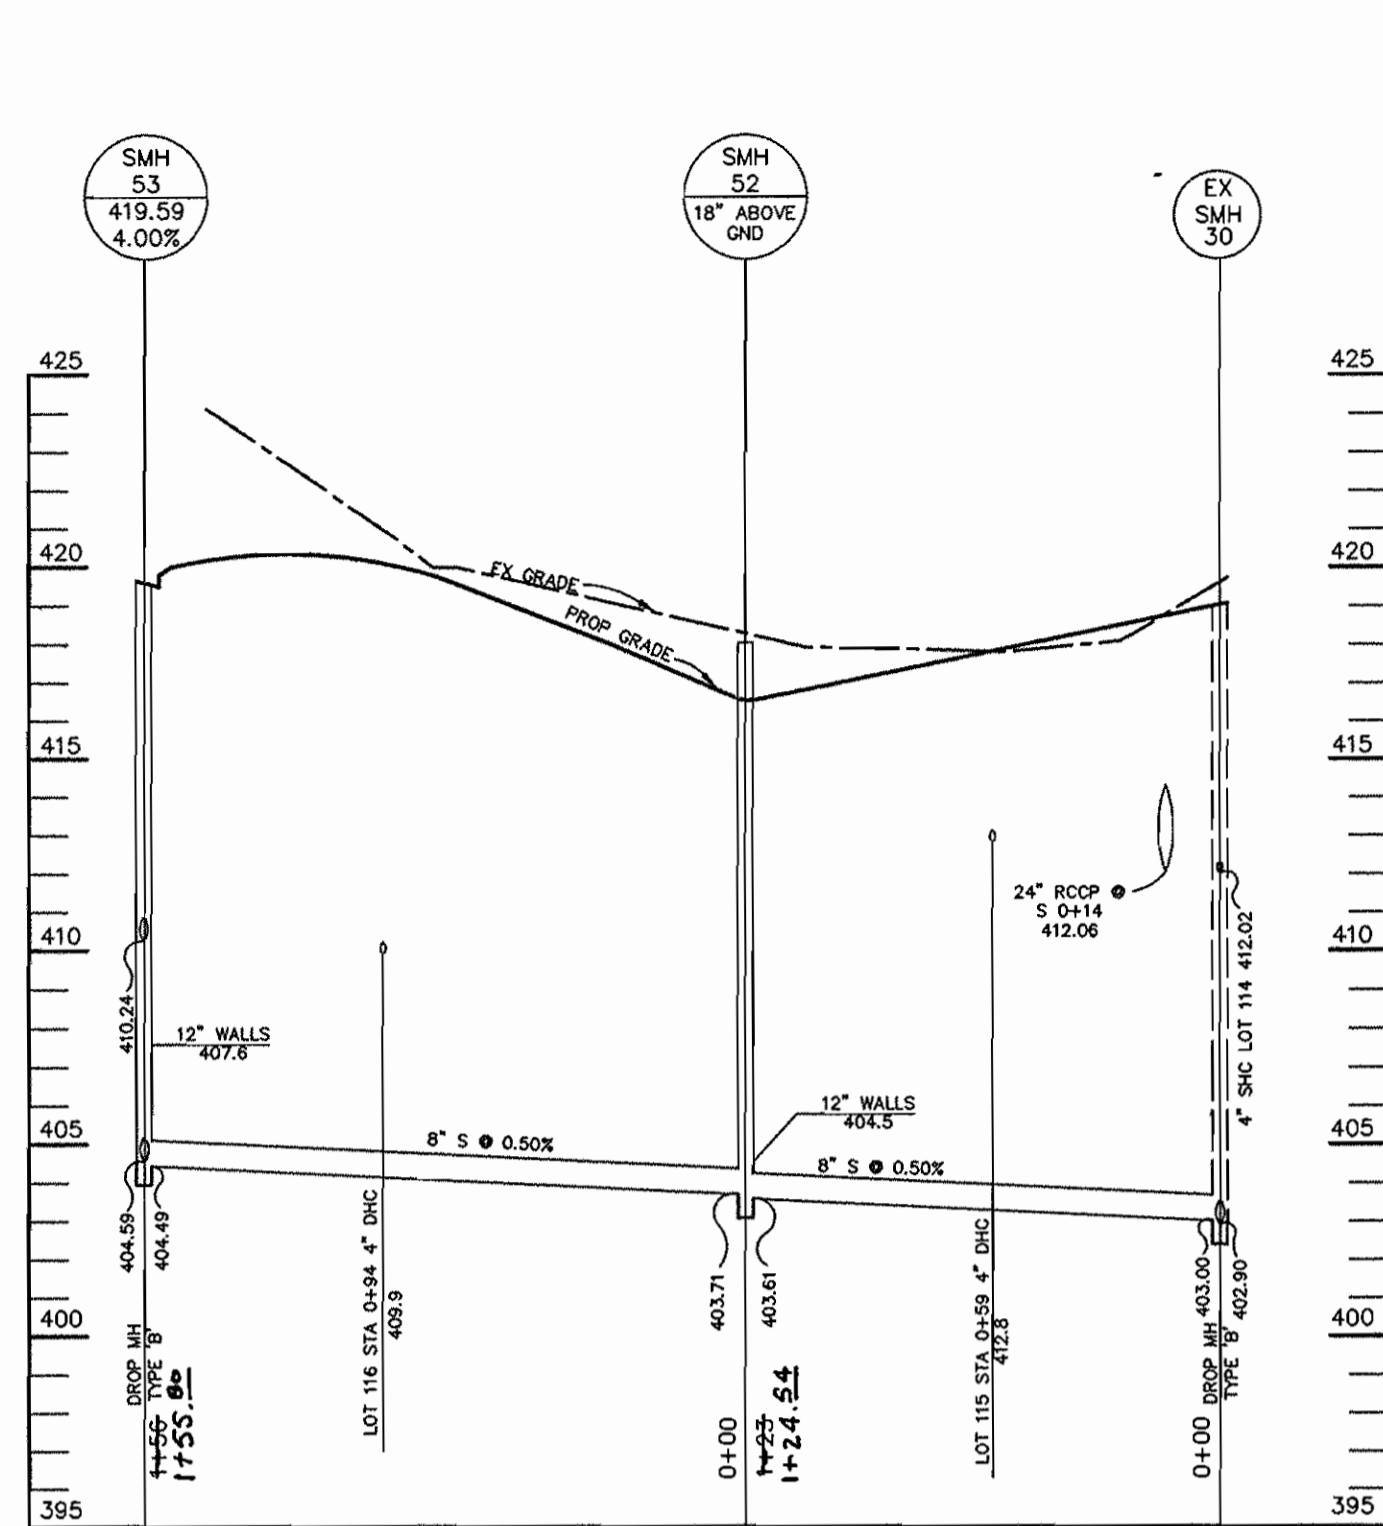 SMH
53
419.59
4.00%
SMH
52
18" ABOVE
GND
EX
SMH
30
425
425
420
420
415
415
410
410
405
405
400
400
395
395
EX GRADE
PROP GRADE
24" RCCP @
S 0+14
412.06
410.24
12" WALLS
407.6
12" WALLS
404.5
8" S @ 0.50%
8" S @ 0.50%
4" SHC LOT 114 412.02
404.59
404.49
LOT 116 STA 0+94 4" DHC
409.9
403.71
403.61
LOT 115 STA 0+59 4" DHC
412.8
403.00
402.90
DROP MH
TYPE 'B'
1+56
1+55.80
0+00
1+23
1+24.54
0+00
DROP MH
TYPE 'B'